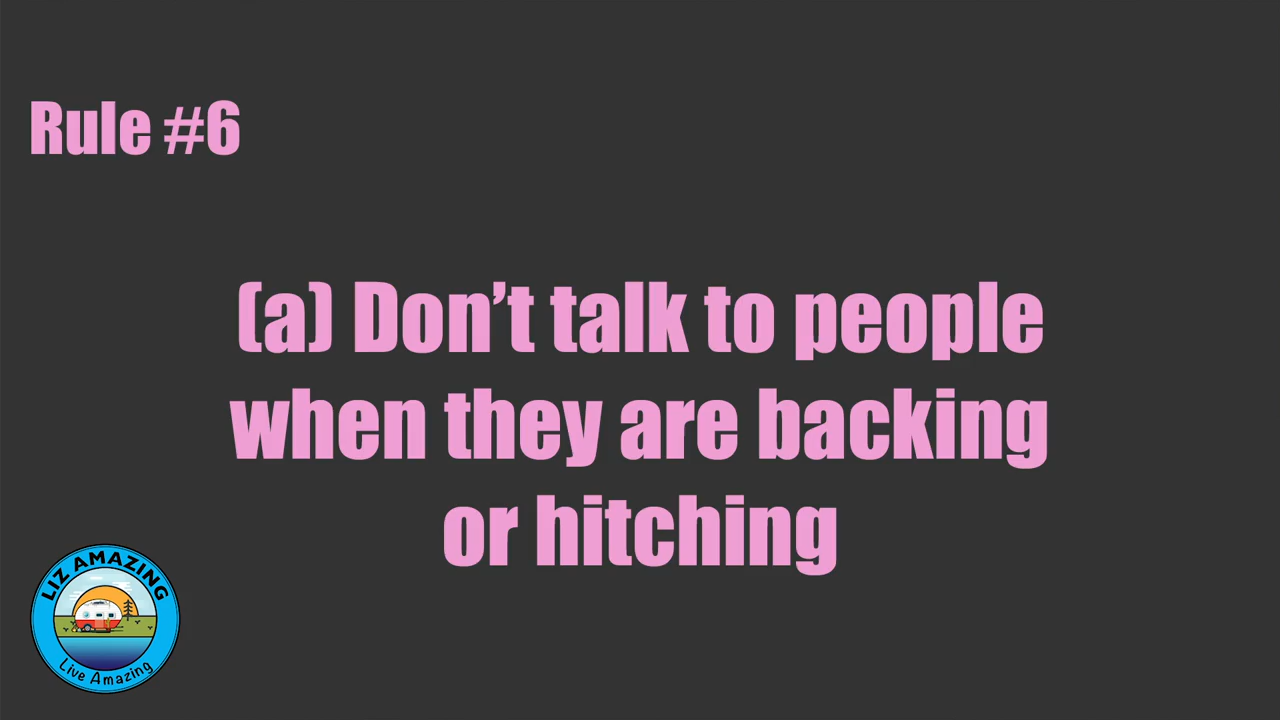 Rule #6
(a) Don’t talk to people
when they are backing
or hitching
LIZ AMAZING
Live Amazing